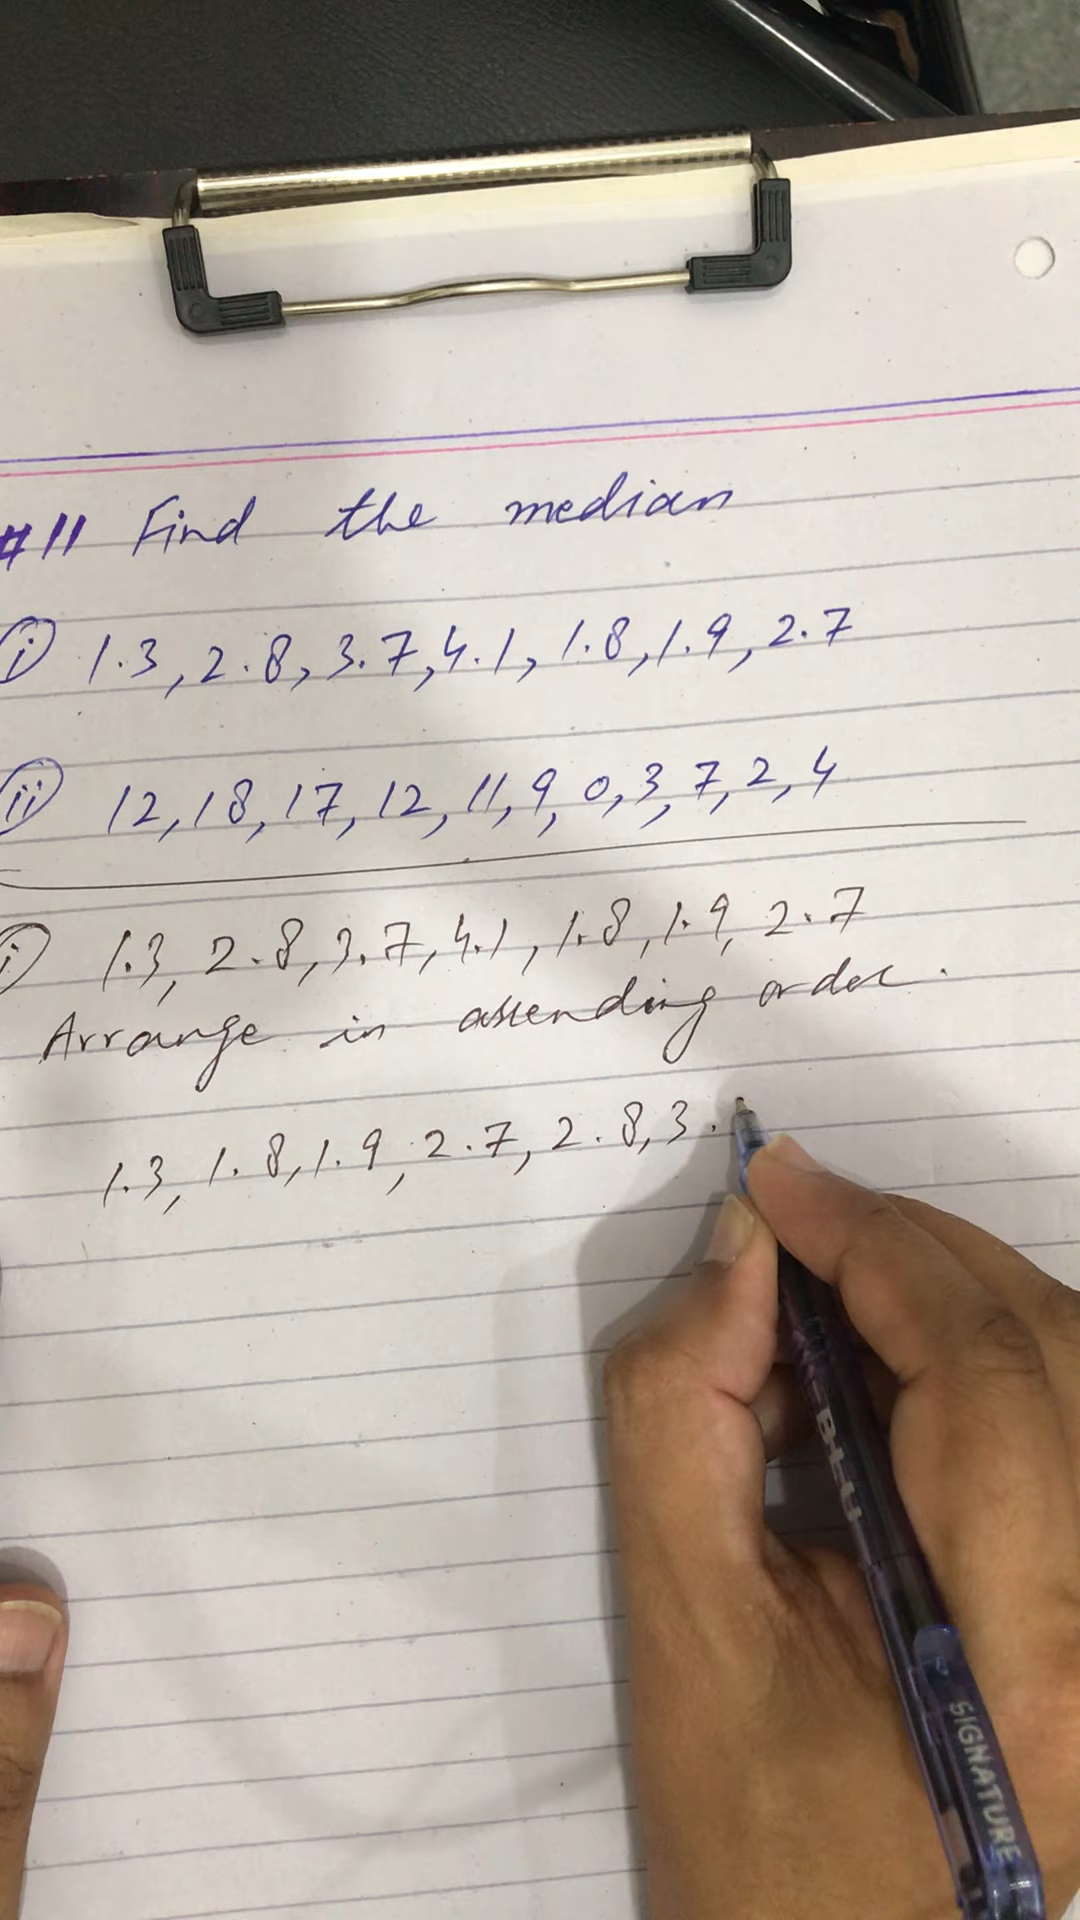 #11 Find the median
i) 1.3, 2.8, 3.7, 4.1, 1.8, 1.9, 2.7
ii) 12, 18, 17, 12, 11, 9, 0, 3, 7, 2, 4
i) 1.3, 2.8, 3.7, 4.1, 1.8, 1.9, 2.7
Arrange in assending order.
1.3, 1.8, 1.9, 2.7, 2.8, 3.
BLU
SIGNATURE